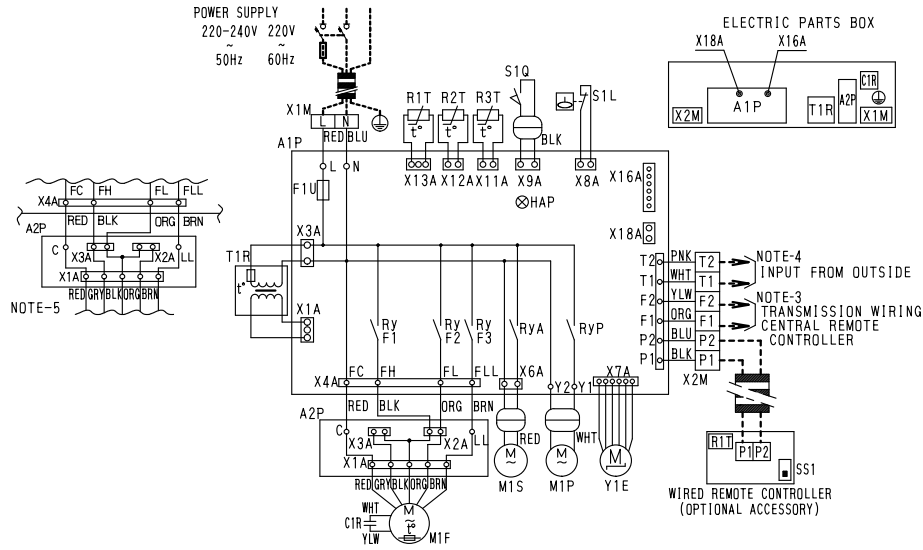 POWER SUPPLY
220-240V 220V
~ ~
50Hz 60Hz
X1M
L N
RED BLU
A1P
L N
F1U
S1Q
R1T R2T R3T
t° t° t°
BLK
S1L
X13A X12A X11A X9A X8A
HAP
X16A
X18A
ELECTRIC PARTS BOX
X18A X16A
A1P
X2M
T1R
A2P
C1R
X1M
FC FH FL FLL
X4A
RED BLK ORG BRN
A2P
C
X3A X2A
LL
X1A
RED GRY BLK ORG BRN
NOTE-5
T1R
t°
X3A
X1A
Ry F1
Ry F2
Ry F3
RyA
RyP
T2 PNK T2
T1 WHT T1
F2 YLW F2
F1 ORG F1
P2 BLU P2
P1 BLK P1
X2M
NOTE-4
INPUT FROM OUTSIDE
NOTE-3
TRANSMISSION WIRING
CENTRAL REMOTE
CONTROLLER
FC FH FL FLL
X4A
X6A
Y2 Y1
X7A
RED BLK ORG BRN
A2P
C
X3A X2A
LL
X1A
RED GRY BLK ORG BRN
RED
WHT
M
~
M1S
M
~
M1P
M
Y1E
WHT
C1R
YLW
M
~
t°
M1F
R1T
P1 P2
SS1
WIRED REMOTE CONTROLLER
(OPTIONAL ACCESSORY)